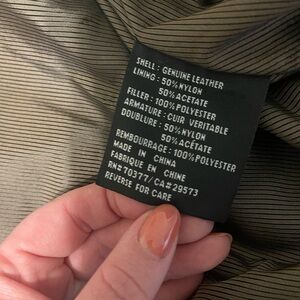 SHELL: GENUINE LEATHER
LINING: 50% NYLON
50% ACETATE
FILLER: 100% POLYESTER
ARMATURE: CUIR VERITABLE
DOUBLURE: 50% NYLON
50% ACÉTATE
REMBOURRAGE: 100% POLYESTER
MADE IN CHINA
FABRIQUE EN CHINE
RN#70377/CA#29573
REVERSE FOR CARE